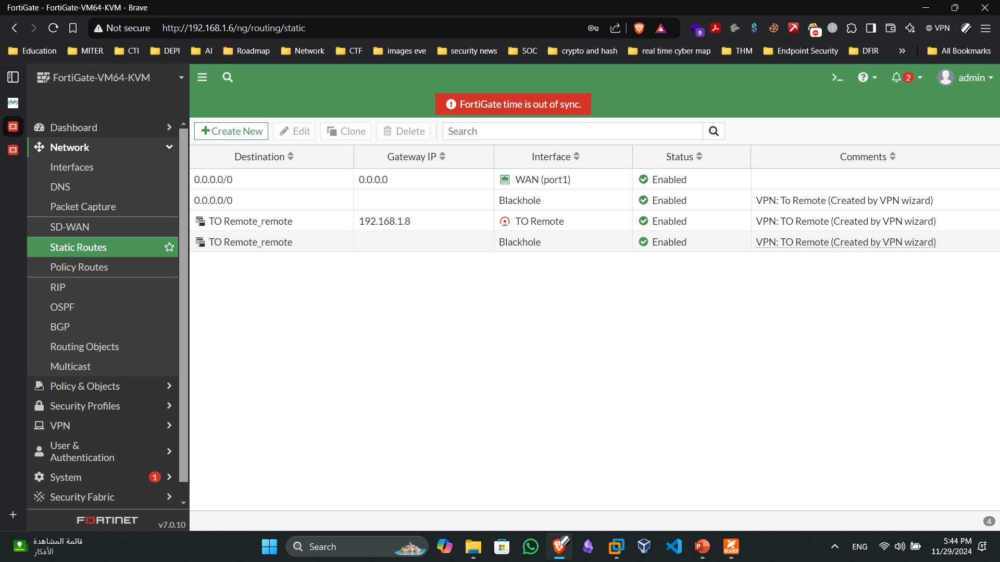 FortiGate - FortiGate-VM64-KVM - Brave
Not secure http://192.168.1.6/ng/routing/static
9
VPN
Education MITER CTI DEPI AI Roadmap Network CTF images eve security news SOC crypto and hash real time cyber map THM Endpoint Security DFIR All Bookmarks
FortiGate-VM64-KVM
2 admin
FortiGate time is out of sync.
Dashboard
Network
Interfaces
DNS
Packet Capture
SD-WAN
Static Routes
Policy Routes
RIP
OSPF
BGP
Routing Objects
Multicast
Policy & Objects
Security Profiles
VPN
User &
Authentication
System 1
Security Fabric
FORTINET v7.0.10
Create New Edit Clone Delete Search
Destination Gateway IP Interface Status Comments
0.0.0.0/0 0.0.0.0 WAN (port1) Enabled
0.0.0.0/0 Blackhole Enabled VPN: To Remote (Created by VPN wizard)
TO Remote_remote 192.168.1.8 TO Remote Enabled VPN: TO Remote (Created by VPN wizard)
TO Remote_remote Blackhole Enabled VPN: TO Remote (Created by VPN wizard)
4
قائمة المشاهدة
الأفكار
Search
READER
ENG
5:44 PM
11/29/2024